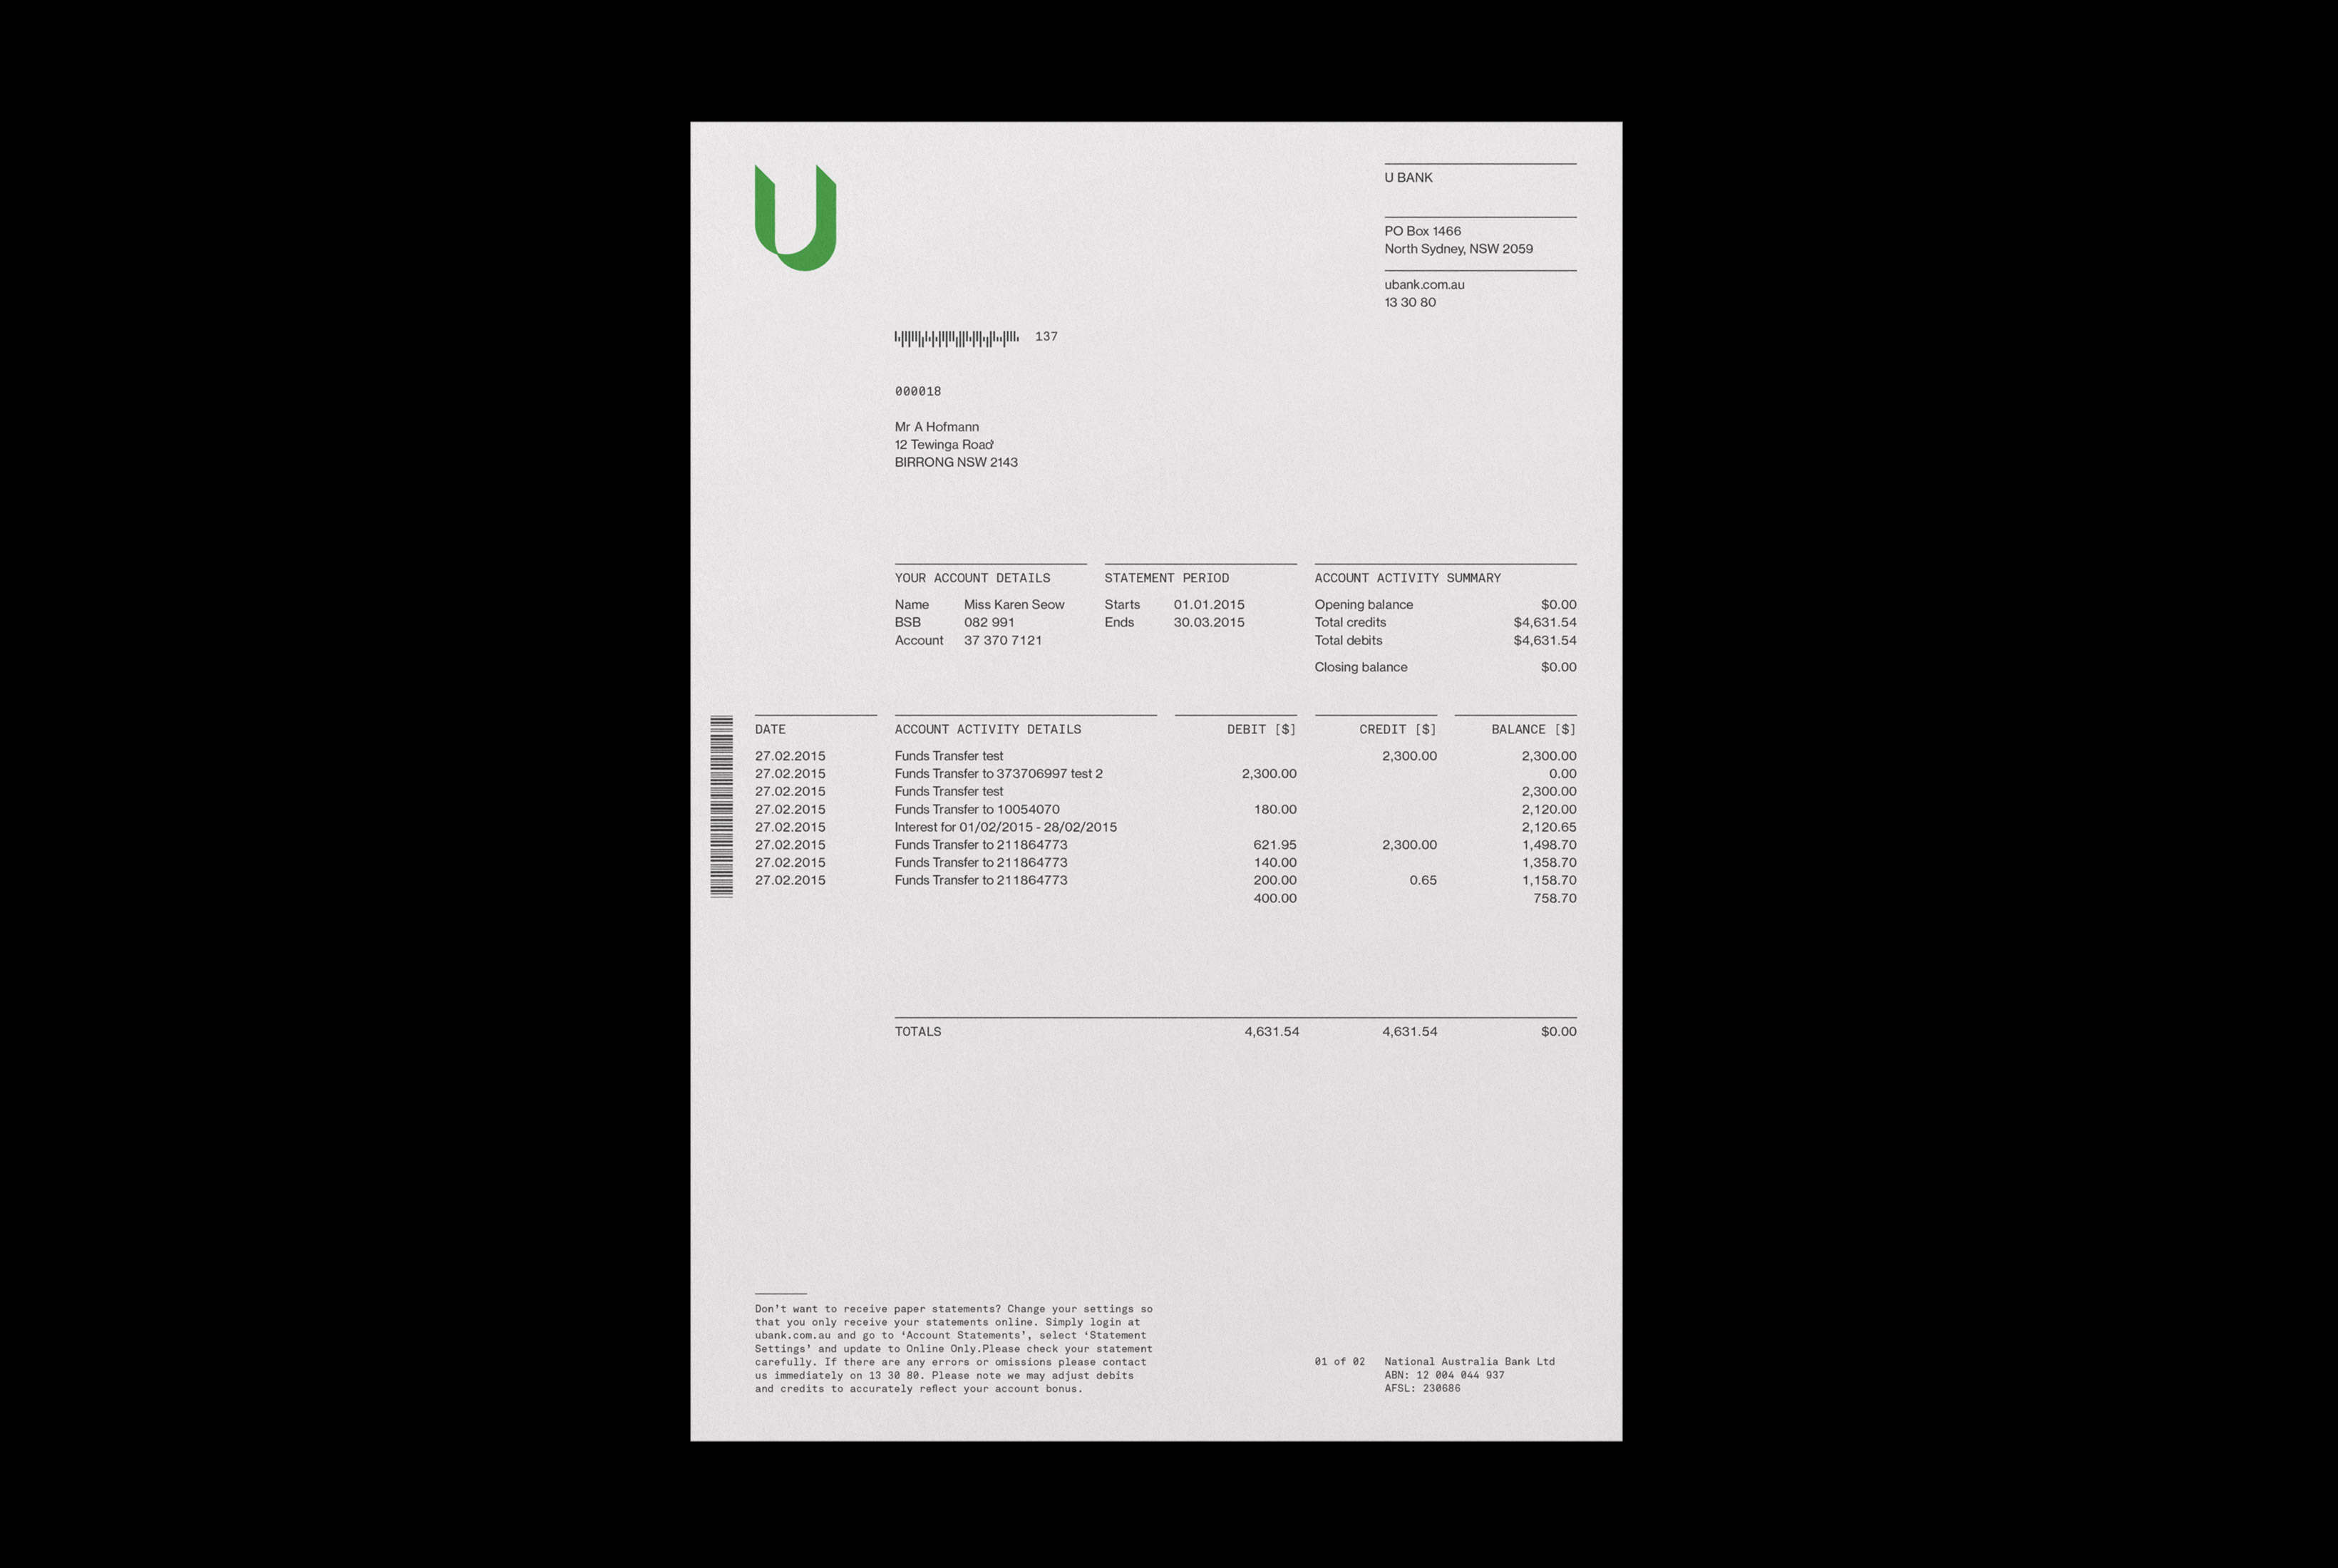 U BANK
PO Box 1466
North Sydney, NSW 2059
ubank.com.au
13 30 80
137
000018
Mr A Hofmann
12 Tewinga Road
BIRRONG NSW 2143
YOUR ACCOUNT DETAILS
Name Miss Karen Seow
BSB 082 991
Account 37 370 7121
STATEMENT PERIOD
Starts 01.01.2015
Ends 30.03.2015
ACCOUNT ACTIVITY SUMMARY
Opening balance $0.00
Total credits $4,631.54
Total debits $4,631.54
Closing balance $0.00
DATE ACCOUNT ACTIVITY DETAILS DEBIT [$] CREDIT [$] BALANCE [$]
27.02.2015 Funds Transfer test 2,300.00 2,300.00
27.02.2015 Funds Transfer to 373706997 test 2 2,300.00 0.00
27.02.2015 Funds Transfer test 2,300.00
27.02.2015 Funds Transfer to 10054070 180.00 2,120.00
27.02.2015 Interest for 01/02/2015 - 28/02/2015 2,120.65
27.02.2015 Funds Transfer to 211864773 621.95 2,300.00 1,498.70
27.02.2015 Funds Transfer to 211864773 140.00 1,358.70
27.02.2015 Funds Transfer to 211864773 200.00 0.65 1,158.70
400.00 758.70
TOTALS 4,631.54 4,631.54 $0.00
Don't want to receive paper statements? Change your settings so
that you only receive your statements online. Simply login at
ubank.com.au and go to ‘Account Statements’, select ‘Statement
Settings’ and update to Online Only.Please check your statement
carefully. If there are any errors or omissions please contact
us immediately on 13 30 80. Please note we may adjust debits
and credits to accurately reflect your account bonus.
01 of 02
National Australia Bank Ltd
ABN: 12 004 044 937
AFSL: 230686